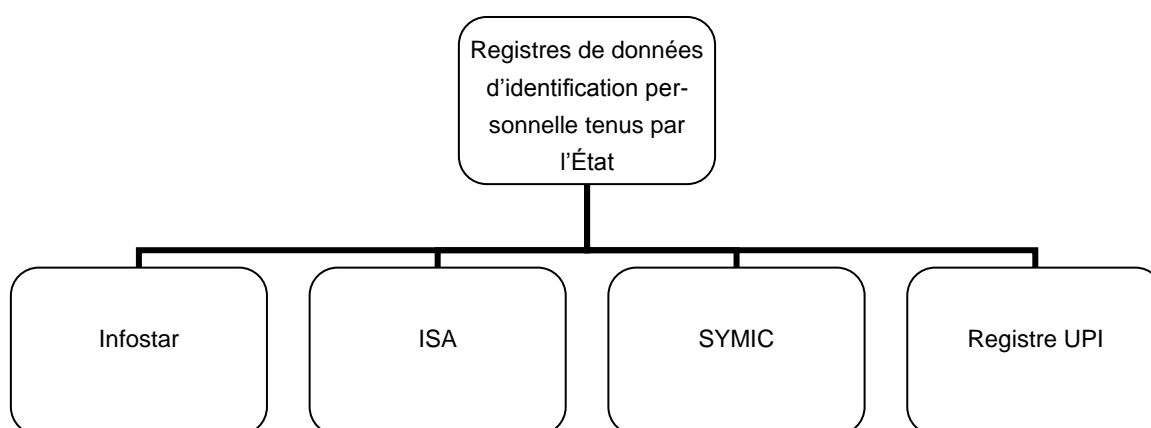 Registres de données
d’identification per-
sonnelle tenus par
l’État
Infostar
ISA
SYMIC
Registre UPI